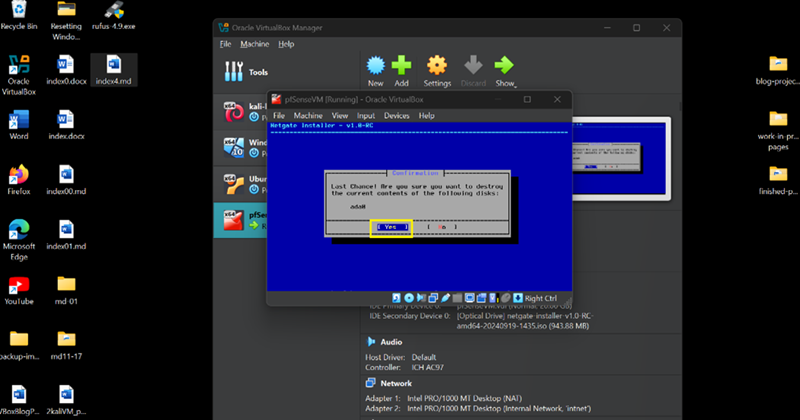 Recycle Bin
Resetting
Windo...
rufus-4.9.exe
Oracle
VirtualBox
index0.docx
index4.md
Word
index.docx
Firefox
index00.md
Microsoft
Edge
index01.md
YouTube
md-01
backup-im...
md11-17
VBoxBlogP...
2kaliVM_p...
Oracle VirtualBox Manager
File Machine Help
Tools
New
Add
Settings
Discard
Show
kali-l
Wind
Ubu
pfSen
pfSenseVM [Running] - Oracle VirtualBox
File Machine View Input Devices Help
Netgate Installer - v1.0-RC
Confirmation
Last Chance! Are you sure you want to destroy
the current contents of the following disks:
ada0
[ Yes ] [ No ]
Right Ctrl
IDE Primary Device 0: pfSenseVM.vdi (Normal, 20.00 GB)
IDE Secondary Device 0: [Optical Drive] netgate-installer-v1.0-RC-
amd64-20240919-1435.iso (943.88 MB)
Audio
Host Driver: Default
Controller: ICH AC97
Network
Adapter 1: Intel PRO/1000 MT Desktop (NAT)
Adapter 2: Intel PRO/1000 MT Desktop (Internal Network, 'intnet')
blog-projec...
work-in-pr...
pages
finished-p...